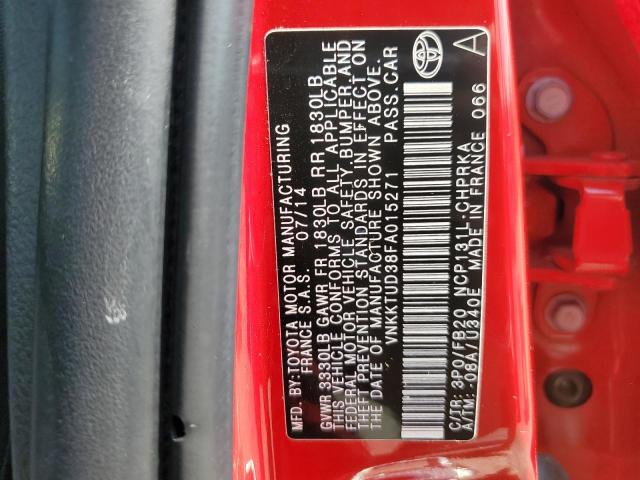 MFD. BY:TOYOTA MOTOR MANUFACTURING
FRANCE S.A.S. 07/14
GVWR 3330LB GAWR FR 1830LB RR 1830LB
THIS VEHICLE CONFORMS TO ALL APPLICABLE
FEDERAL MOTOR VEHICLE SAFETY, BUMPER, AND
THEFT PREVENTION STANDARDS IN EFFECT ON
THE DATE OF MANUFACTURE SHOWN ABOVE.
VNKKTUD38FA015271 PASS.CAR
C/TR: 3P0/FB20 NCP131L-CHPRKA
A/TM: -08A/U340E MADE IN FRANCE 066
A